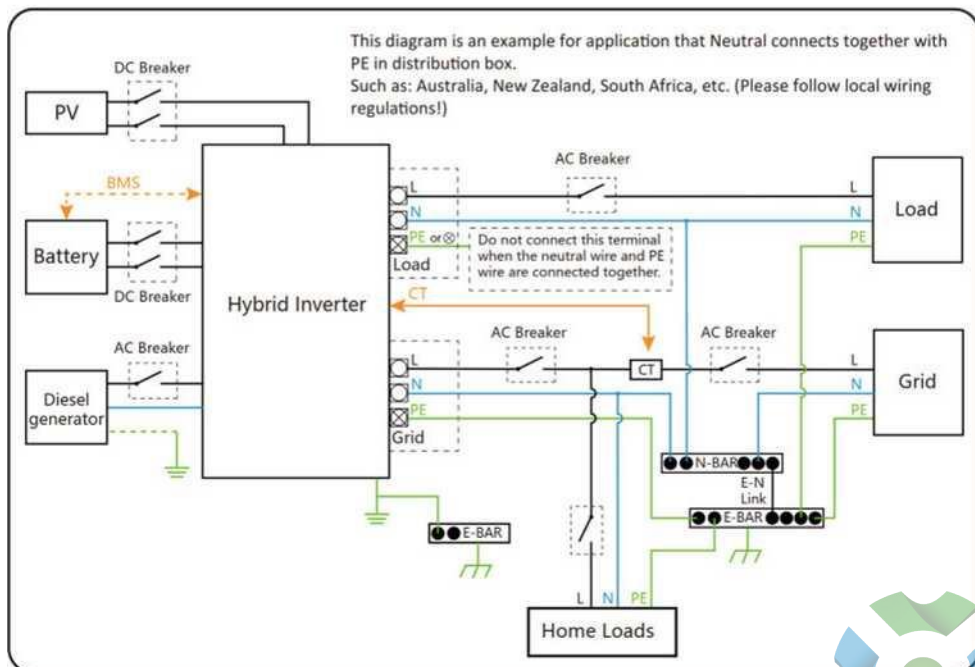 This diagram is an example for application that Neutral connects together with
PE in distribution box.
Such as: Australia, New Zealand, South Africa, etc. (Please follow local wiring
regulations!)
DC Breaker
PV
BMS
Battery
DC Breaker
AC Breaker
Diesel
generator
Hybrid Inverter
L
N
PE or
Load
Do not connect this terminal
when the neutral wire and PE
wire are connected together.
AC Breaker
L
N
PE
Load
CT
AC Breaker
CT
AC Breaker
L
N
PE
Grid
L
N
PE
Grid
N-BAR
E-N
Link
E-BAR
E-BAR
L N PE
Home Loads